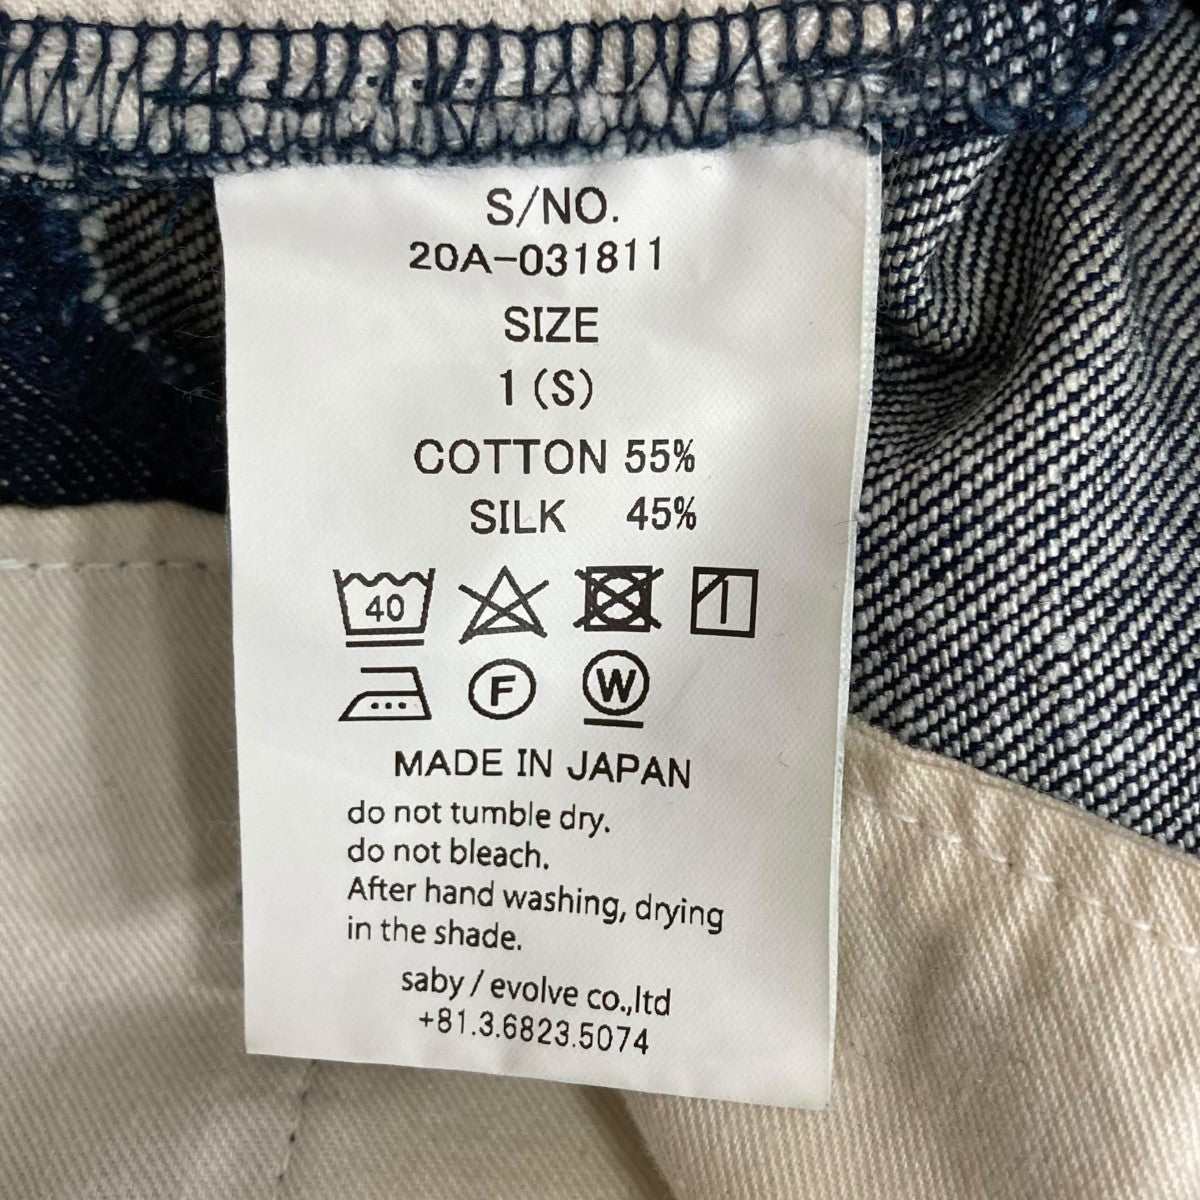 S/NO.
20A-031811
SIZE
1 (S)
COTTON 55%
SILK 45%
40
F W
MADE IN JAPAN
do not tumble dry.
do not bleach.
After hand washing, drying
in the shade.
saby / evolve co.,ltd
+81.3.6823.5074